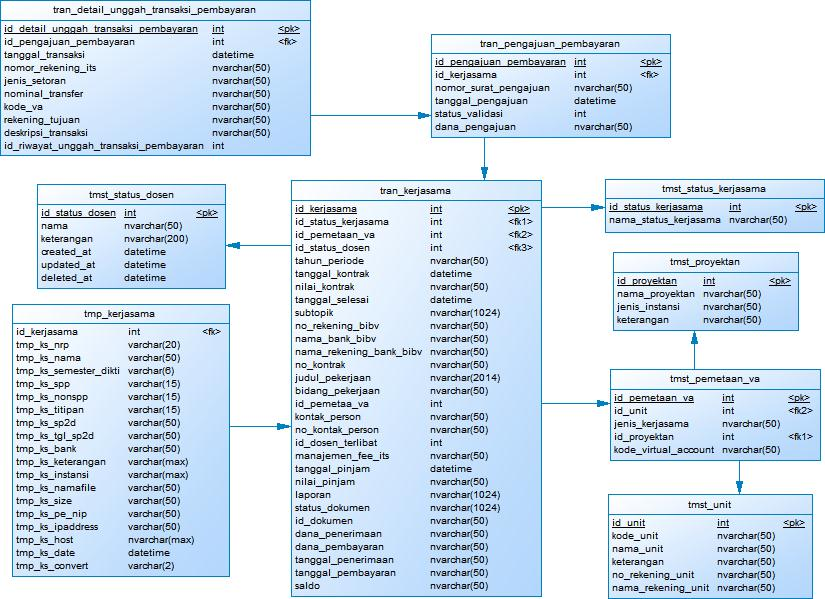 tran_detail_unggah_transaksi_pembayaran
id_detail_unggah_transaksi_pembayaran int <pk>
id_pengajuan_pembayaran int <fk>
tanggal_transaksi datetime
nomor_rekening_its nvarchar(50)
jenis_setoran nvarchar(50)
nominal_transfer nvarchar(50)
kode_va nvarchar(50)
rekening_tujuan nvarchar(50)
deskripsi_transaksi nvarchar(50)
id_riwayat_unggah_transaksi_pembayaran int
tran_pengajuan_pembayaran
id_pengajuan_pembayaran int <pk>
id_kerjasama int <fk>
nomor_surat_pengajuan nvarchar(50)
tanggal_pengajuan datetime
status_validasi int
dana_pengajuan nvarchar(50)
tmst_status_dosen
id_status_dosen int <pk>
nama nvarchar(50)
keterangan nvarchar(200)
created_at datetime
updated_at datetime
deleted_at datetime
tran_kerjasama
id_kerjasama int <pk>
id_status_kerjasama int <fk1>
id_pemetaan_va int <fk2>
id_status_dosen int <fk3>
tahun_periode nvarchar(50)
tanggal_kontrak datetime
nilai_kontrak nvarchar(50)
tanggal_selesai datetime
subtopik nvarchar(1024)
no_rekening_bibv nvarchar(50)
nama_bank_bibv nvarchar(50)
nama_rekening_bank_bibv nvarchar(50)
no_kontrak nvarchar(50)
judul_pekerjaan nvarchar(2014)
bidang_pekerjaan nvarchar(50)
id_pemetaa_va int
kontak_person nvarchar(50)
no_kontak_person nvarchar(50)
id_dosen_terlibat int
manajemen_fee_its nvarchar(50)
tanggal_pinjam datetime
nilai_pinjam nvarchar(50)
laporan nvarchar(1024)
status_dokumen nvarchar(1024)
id_dokumen nvarchar(50)
dana_penerimaan nvarchar(50)
dana_pembayaran nvarchar(50)
tanggal_penerimaan nvarchar(50)
tanggal_pembayaran nvarchar(50)
saldo nvarchar(50)
tmst_status_kerjasama
id_status_kerjasama int <pk>
nama_status_kerjasama nvarchar(50)
tmst_proyektan
id_proyektan int <pk>
nama_proyektan nvarchar(50)
jenis_instansi nvarchar(50)
keterangan nvarchar(50)
tmp_kerjasama
id_kerjasama int <fk>
tmp_ks_nrp varchar(20)
tmp_ks_nama varchar(50)
tmp_ks_semester_dikti varchar(6)
tmp_ks_spp varchar(15)
tmp_ks_nonspp varchar(15)
tmp_ks_titipan varchar(15)
tmp_ks_sp2d varchar(50)
tmp_ks_tgl_sp2d varchar(50)
tmp_ks_bank varchar(50)
tmp_ks_keterangan varchar(max)
tmp_ks_instansi varchar(max)
tmp_ks_namafile varchar(50)
tmp_ks_size varchar(50)
tmp_ks_pe_nip varchar(50)
tmp_ks_ipaddress varchar(50)
tmp_ks_host nvarchar(max)
tmp_ks_date datetime
tmp_ks_convert varchar(2)
tmst_pemetaan_va
id_pemetaan_va int <pk>
id_unit int <fk2>
jenis_kerjasama nvarchar(50)
id_proyektan int <fk1>
kode_virtual_account nvarchar(50)
tmst_unit
id_unit int <pk>
kode_unit nvarchar(50)
nama_unit nvarchar(50)
keterangan nvarchar(50)
no_rekening_unit nvarchar(50)
nama_rekening_unit nvarchar(50)